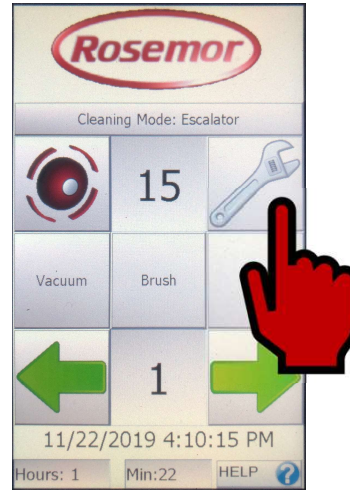 Rosemor
Cleaning Mode: Escalator
15
Vacuum Brush
1
11/22/2019 4:10:15 PM
Hours: 1 Min:22 HELP ?